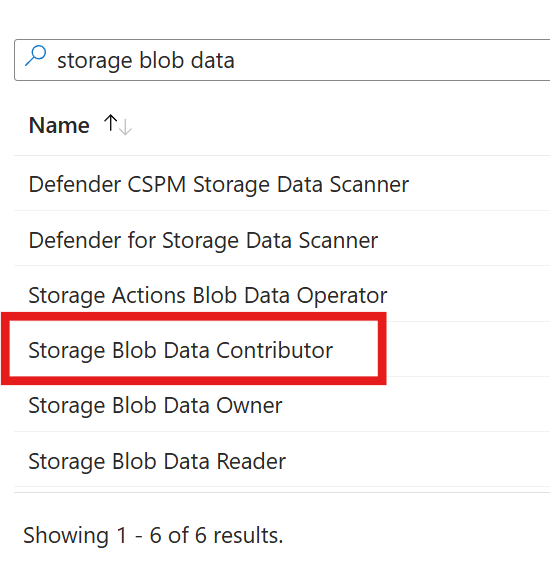 storage blob data
Name
Defender CSPM Storage Data Scanner
Defender for Storage Data Scanner
Storage Actions Blob Data Operator
Storage Blob Data Contributor
Storage Blob Data Owner
Storage Blob Data Reader
Showing 1 - 6 of 6 results.